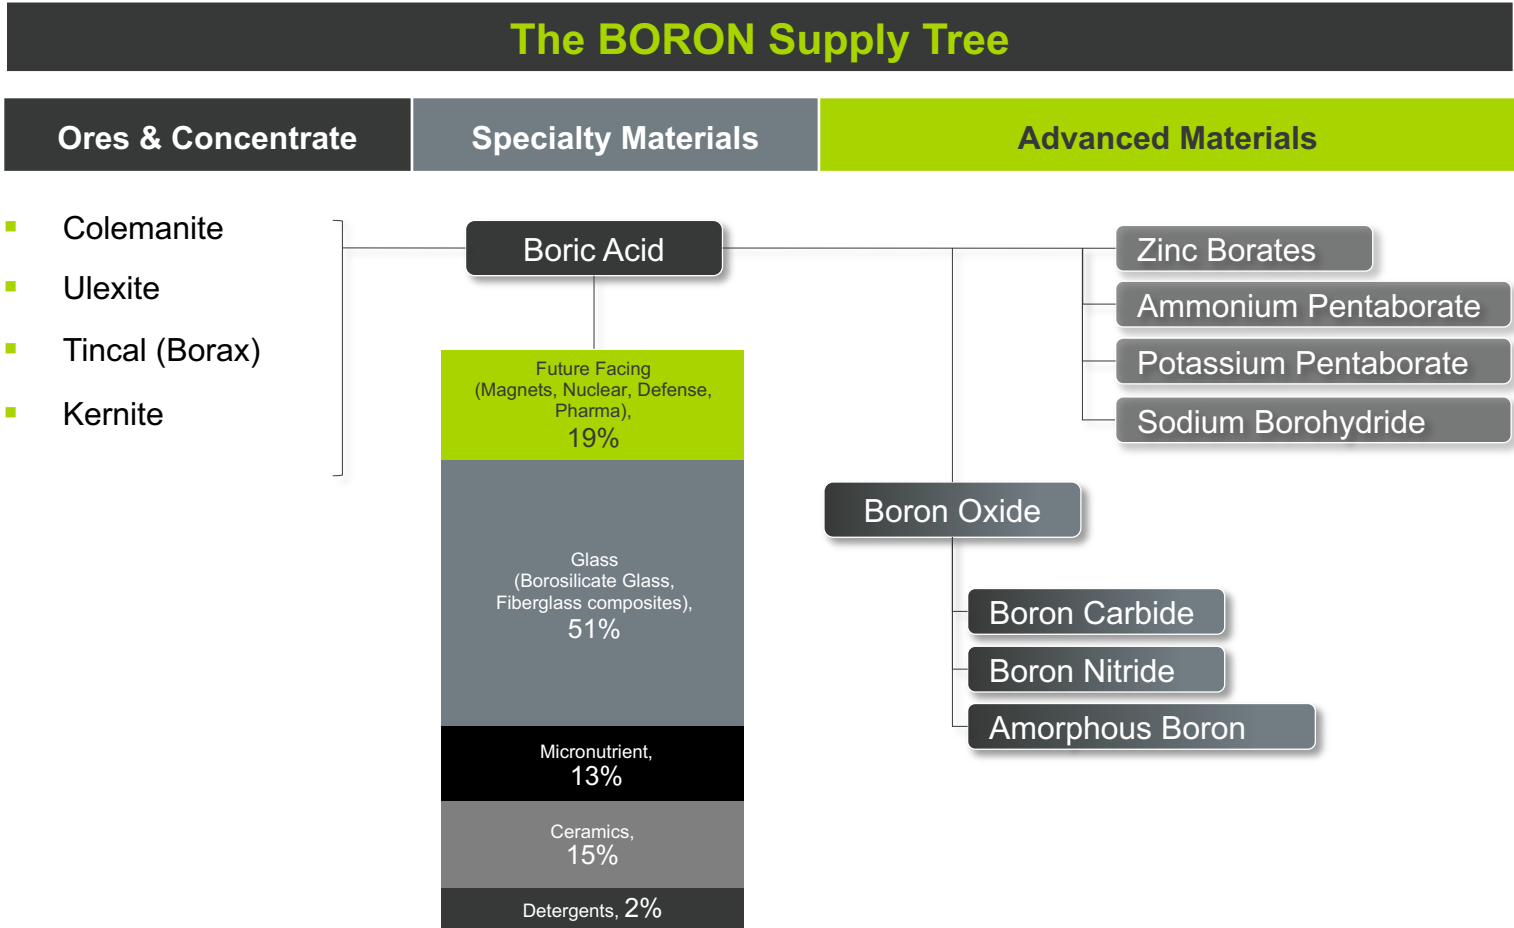 The BORON Supply Tree
Ores & Concentrate
Specialty Materials
Advanced Materials
Colemanite
Ulexite
Tincal (Borax)
Kernite
Boric Acid
Future Facing
(Magnets, Nuclear, Defense,
Pharma),
19%
Glass
(Borosilicate Glass,
Fiberglass composites),
51%
Micronutrient,
13%
Ceramics,
15%
Detergents, 2%
Zinc Borates
Ammonium Pentaborate
Potassium Pentaborate
Sodium Borohydride
Boron Oxide
Boron Carbide
Boron Nitride
Amorphous Boron